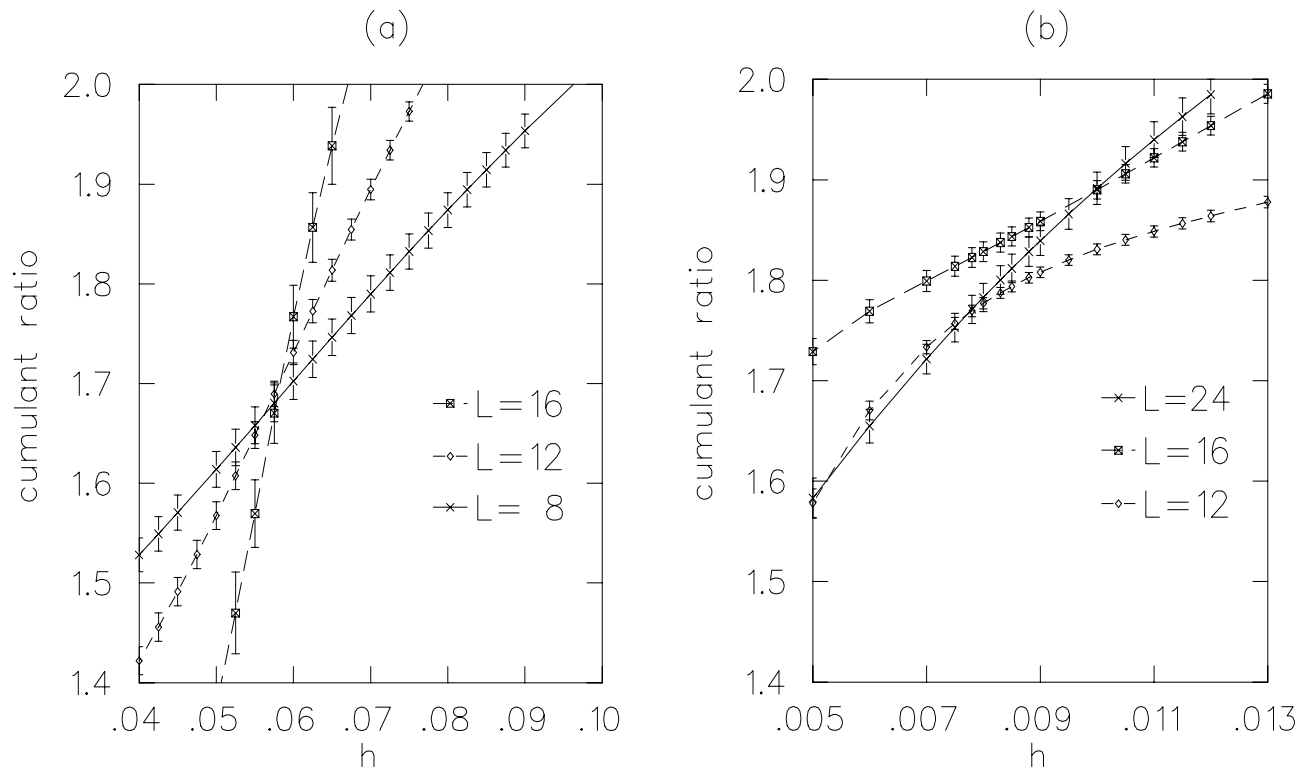 (a)
cumulant ratio
2.0
1.9
1.8
1.7
1.6
1.5
1.4
.04 .05 .06 .07 .08 .09 .10
h
L=16
L=12
L= 8
(b)
cumulant ratio
2.0
1.9
1.8
1.7
1.6
1.5
1.4
.005 .007 .009 .011 .013
h
L=24
L=16
L=12